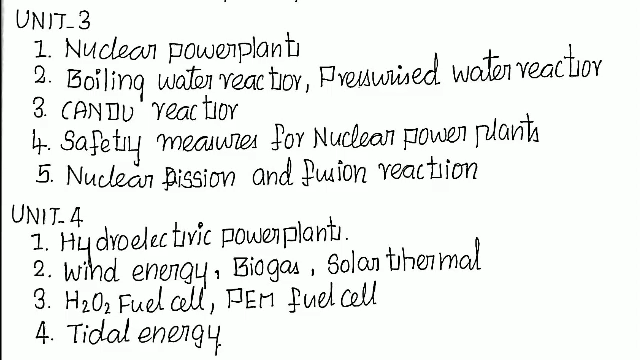 UNIT-3
1. Nuclear powerplant
2. Boiling water reactor, Pressurised water reactor
3. CANDU reactor
4. Safety measures for Nuclear power plants
5. Nuclear fission and fusion reaction
UNIT-4
1. Hydroelectric powerplant.
2. Wind energy, Biogas, Solar thermal
3. H₂O₂ Fuel cell, PEM fuel cell
4. Tidal energy